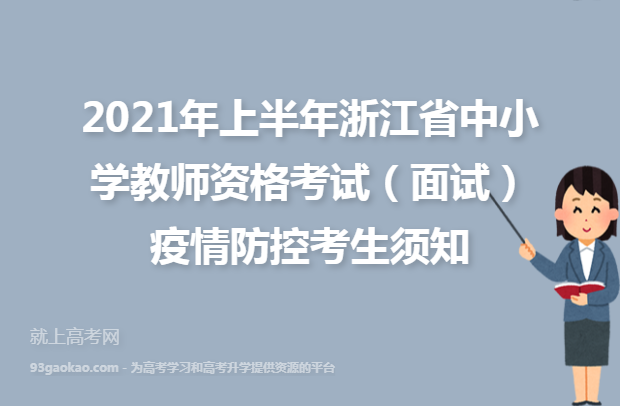 2021年上半年浙江省中小
学教师资格考试（面试）
疫情防控考生须知
就上高考网
93gaokao.com - 为高考学习和高考升学提供资源的平台